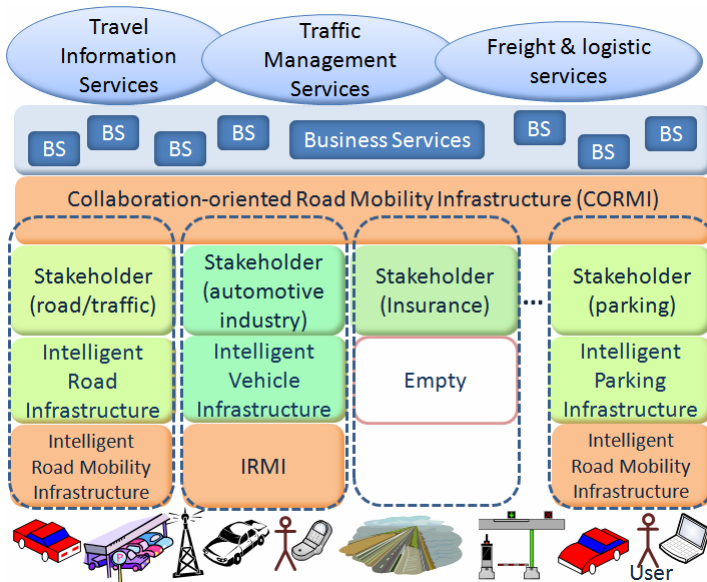 Travel
Information
Services
Traffic
Management
Services
Freight & logistic
services
BS
BS
BS
BS
Business Services
BS
BS
BS
Collaboration-oriented Road Mobility Infrastructure (CORMI)
Stakeholder
(road/traffic)
Stakeholder
(automotive
industry)
Stakeholder
(Insurance)
...
Stakeholder
(parking)
Intelligent
Road
Infrastructure
Intelligent
Vehicle
Infrastructure
Empty
Intelligent
Parking
Infrastructure
Intelligent
Road Mobility
Infrastructure
IRMI
Intelligent
Road Mobility
Infrastructure
P
User